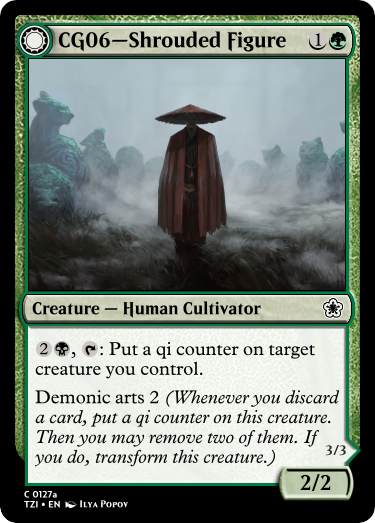 CG06—Shrouded Figure 1
Creature — Human Cultivator
2, : Put a qi counter on target
creature you control.
Demonic arts 2 (Whenever you discard
a card, put a qi counter on this creature.
Then you may remove two of them. If
you do, transform this creature.)
3/3
2/2
C 0127a
TZI • EN Ilya Popov